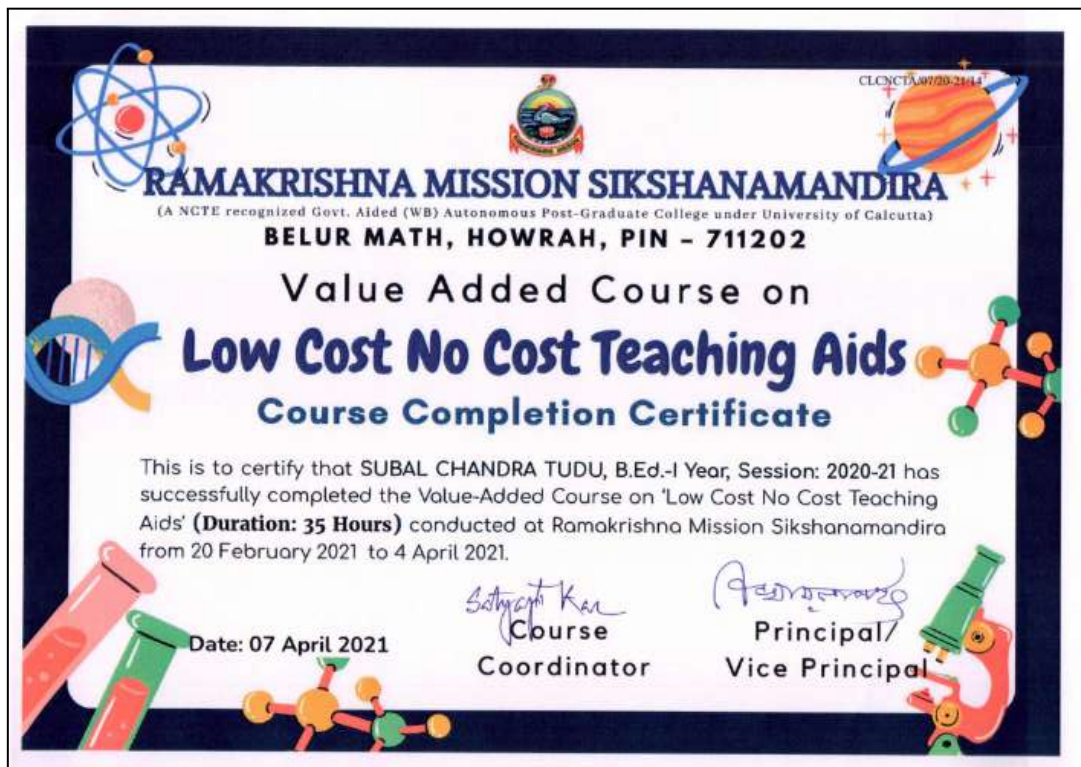 CLCNCTA/07/20-21/14
RAMAKRISHNA MISSION SIKSHANAMANDIRA
(A NCTE recognized Govt. Aided (WB) Autonomous Post-Graduate College under University of Calcutta)
BELUR MATH, HOWRAH, PIN - 711202
Value Added Course on
Low Cost No Cost Teaching Aids
Course Completion Certificate
This is to certify that SUBAL CHANDRA TUDU, B.Ed.-I Year, Session: 2020-21 has
successfully completed the Value-Added Course on 'Low Cost No Cost Teaching
Aids' (Duration: 35 Hours) conducted at Ramakrishna Mission Sikshanamandira
from 20 February 2021 to 4 April 2021.
Date: 07 April 2021
Course
Coordinator
Principal/
Vice Principal